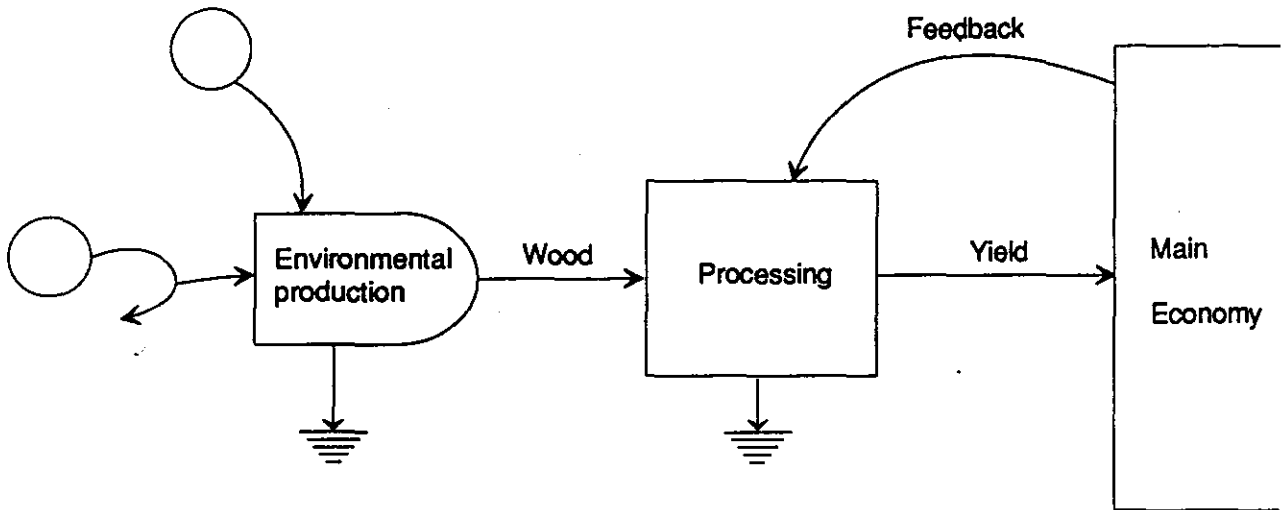 Feedback
Environmental
production
Wood
Processing
Yield
Main
Economy